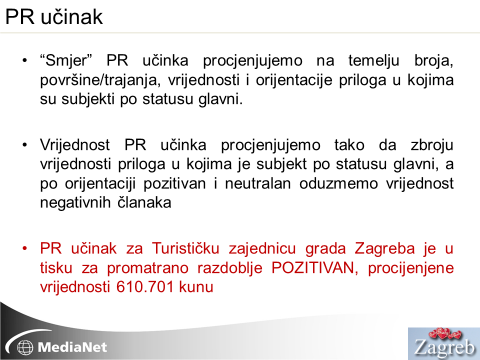 PR učinak
• “Smjer” PR učinka procjenjujemo na temelju broja,
površine/trajanja, vrijednosti i orijentacije priloga u kojima
su subjekti po statusu glavni.
• Vrijednost PR učinka procjenjujemo tako da zbroju
vrijednosti priloga u kojima je subjekt po statusu glavni, a
po orijentaciji pozitivan i neutralan oduzmemo vrijednost
negativnih članaka
• PR učinak za Turističku zajednicu grada Zagreba je u
tisku za promatrano razdoblje POZITIVAN, procijenjene
vrijednosti 610.701 kunu
MediaNet
Zagreb